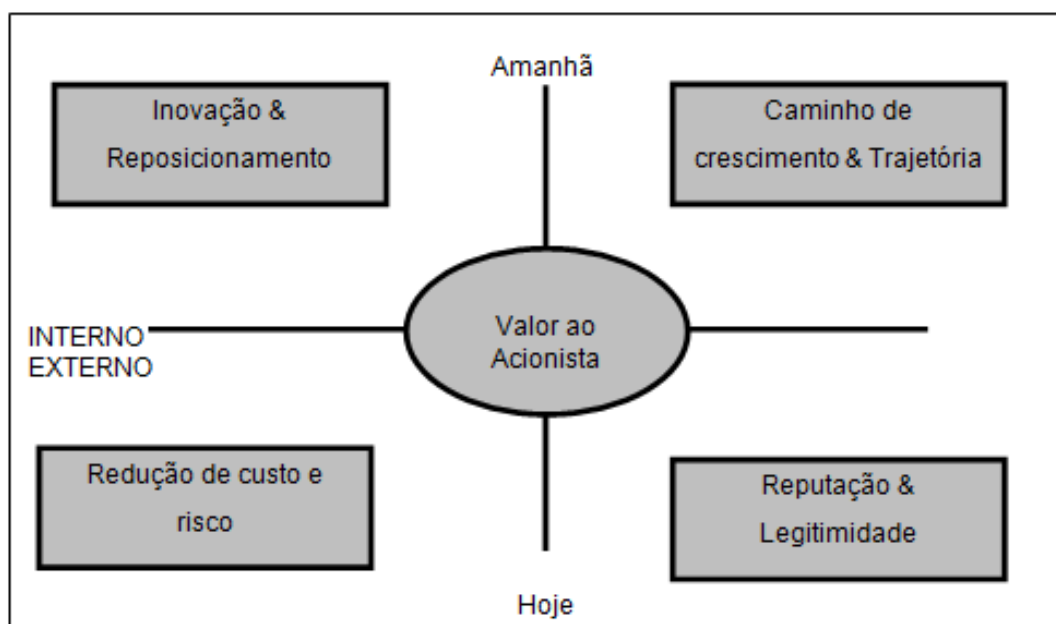 Amanhã
Inovação &
Reposicionamento
Caminho de
crescimento & Trajetória
INTERNO
EXTERNO
Valor ao
Acionista
Redução de custo e
risco
Reputação &
Legitimidade
Hoje